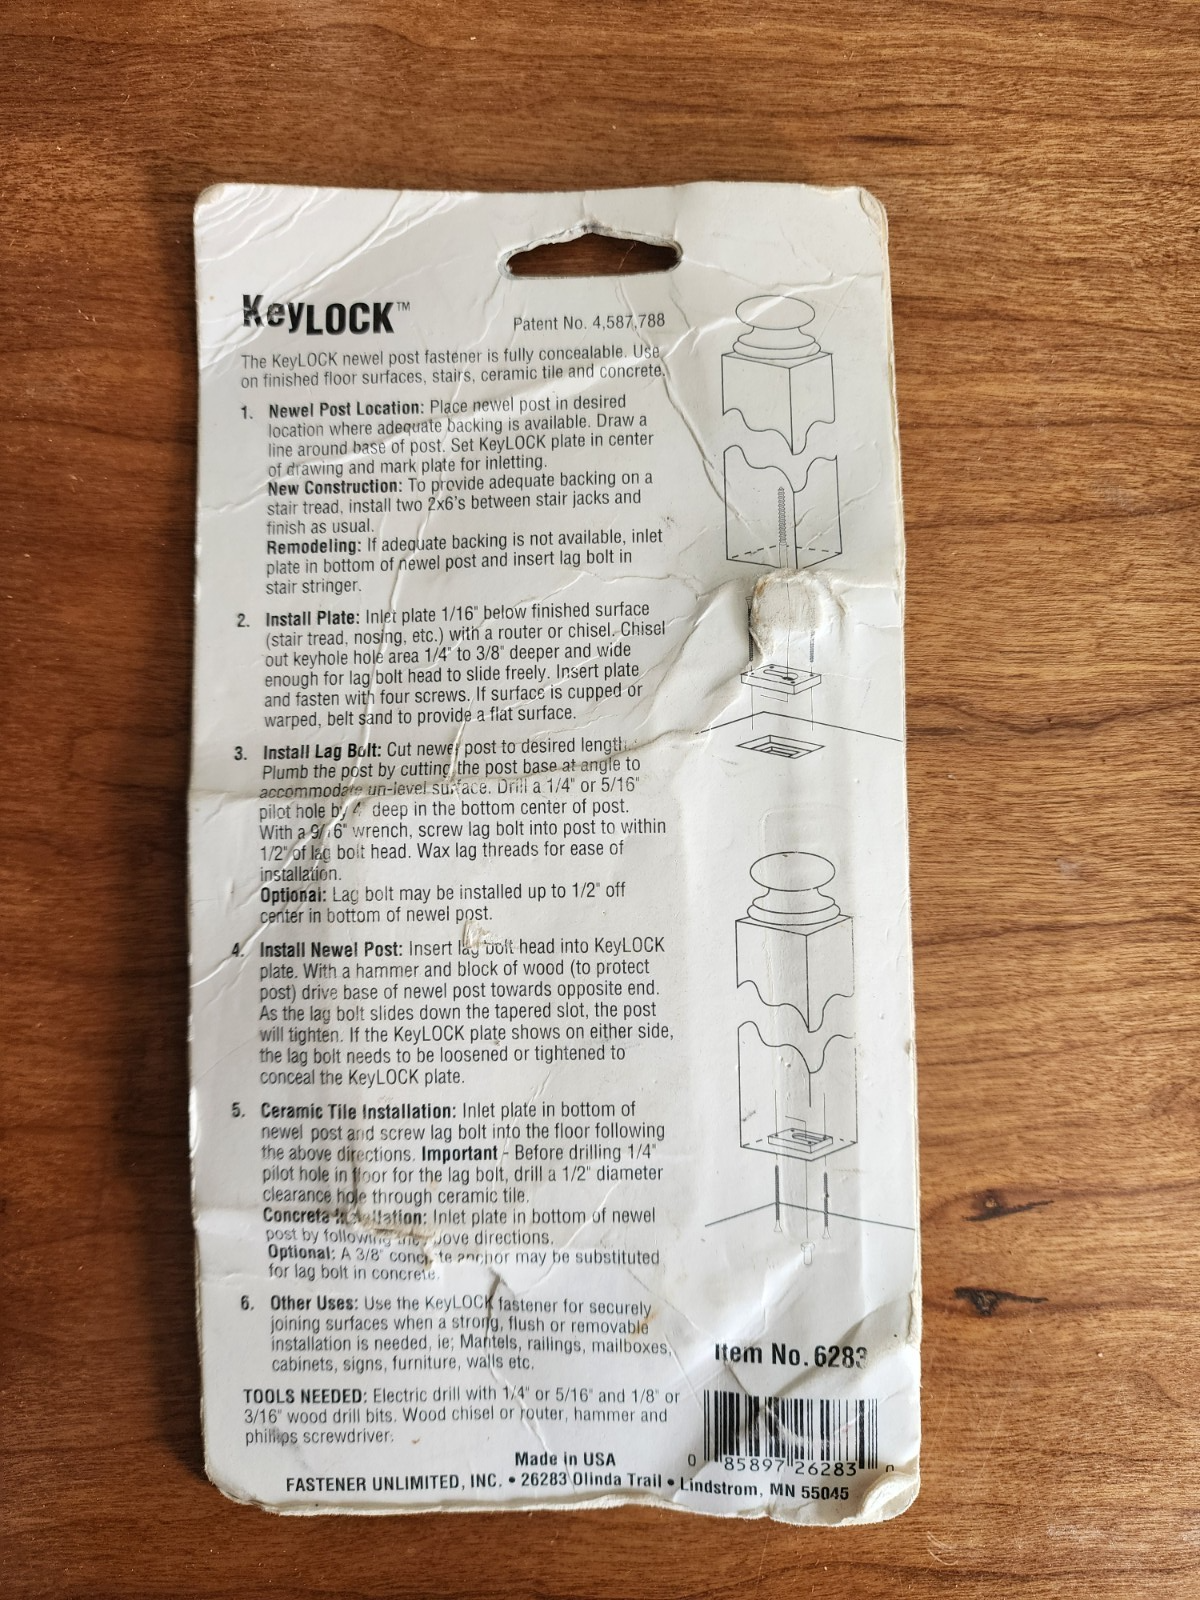 KeyLOCK™
Patent No. 4,587,788
The KeyLOCK newel post fastener is fully concealable. Use
on finished floor surfaces, stairs, ceramic tile and concrete.
1. Newel Post Location: Place newel post in desired
location where adequate backing is available. Draw a
line around base of post. Set KeyLOCK plate in center
of drawing and mark plate for inletting.
New Construction: To provide adequate backing on a
stair tread, install two 2x6's between stair jacks and
finish as usual.
Remodeling: If adequate backing is not available, inlet
plate in bottom of newel post and insert lag bolt in
stair stringer.
2. Install Plate: Inlet plate 1/16" below finished surface
(stair tread, nosing, etc.) with a router or chisel. Chisel
out keyhole hole area 1/4" to 3/8" deeper and wide
enough for lag bolt head to slide freely. Insert plate
and fasten with four screws. If surface is cupped or
warped, belt sand to provide a flat surface.
3. Install Lag Bolt: Cut newel post to desired length.
Plumb the post by cutting the post base at angle to
accommodate un-level surface. Drill a 1/4" or 5/16"
pilot hole by 4" deep in the bottom center of post.
With a 9/16" wrench, screw lag bolt into post to within
1/2" of lag bolt head. Wax lag threads for ease of
installation.
Optional: Lag bolt may be installed up to 1/2" off
center in bottom of newel post.
4. Install Newel Post: Insert lag bolt head into KeyLOCK
plate. With a hammer and block of wood (to protect
post) drive base of newel post towards opposite end.
As the lag bolt slides down the tapered slot, the post
will tighten. If the KeyLOCK plate shows on either side,
the lag bolt needs to be loosened or tightened to
conceal the KeyLOCK plate.
5. Ceramic Tile Installation: Inlet plate in bottom of
newel post and screw lag bolt into the floor following
the above directions. Important - Before drilling 1/4"
pilot hole in floor for the lag bolt, drill a 1/2" diameter
clearance hole through ceramic tile.
Concrete Installation: Inlet plate in bottom of newel
post by following the above directions.
Optional: A 3/8" concrete anchor may be substituted
for lag bolt in concrete.
6. Other Uses: Use the KeyLOCK fastener for securely
joining surfaces when a strong, flush or removable
installation is needed, ie; Mantels, railings, mailboxes,
cabinets, signs, furniture, walls etc.
TOOLS NEEDED: Electric drill with 1/4" or 5/16" and 1/8" or
3/16" wood drill bits. Wood chisel or router, hammer and
phillips screwdriver.
Item No. 6283
0 85897 26283 0
Made in USA
FASTENER UNLIMITED, INC. • 26283 Olinda Trail • Lindstrom, MN 55045